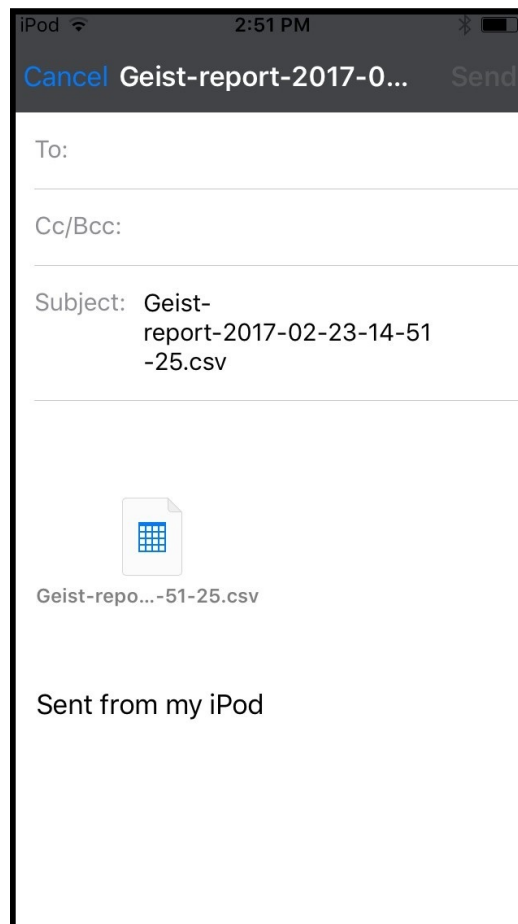 iPod 2:51 PM
Cancel Geist-report-2017-0... Send
To:
Cc/Bcc:
Subject: Geist-
report-2017-02-23-14-51
-25.csv
Geist-repo...-51-25.csv
Sent from my iPod